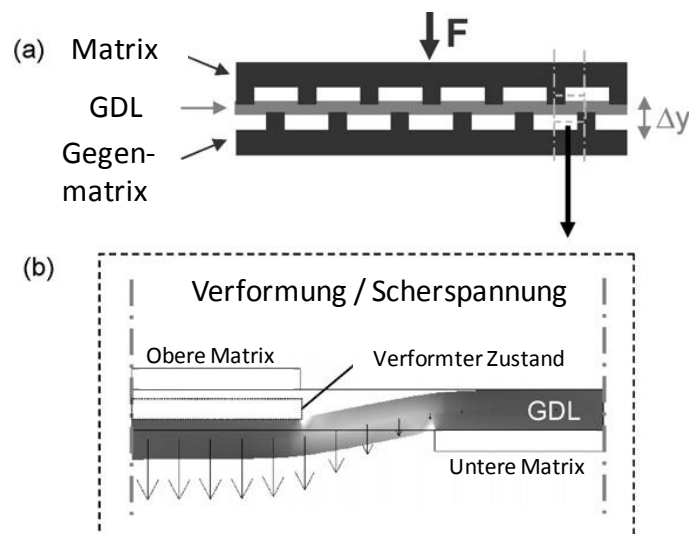 (a)
Matrix
F
GDL
Δy
Gegen-
matrix
(b)
Verformung / Scherspannung
Obere Matrix
Verformter Zustand
GDL
Untere Matrix